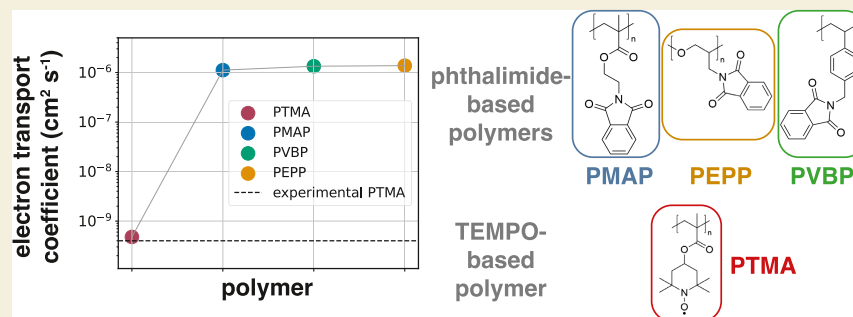 electron transport
coefficient (cm² s⁻¹)
10⁻⁶
10⁻⁷
10⁻⁸
10⁻⁹
PTMA
PMAP
PVBP
PEPP
experimental PTMA
polymer
phthalimide-
based
polymers
n
O
O
N
O
O
PMAP
O
n
O
N
O
PEPP
n
O
N
O
PVBP
TEMPO-
based
polymer
n
O
O
N
O
PTMA